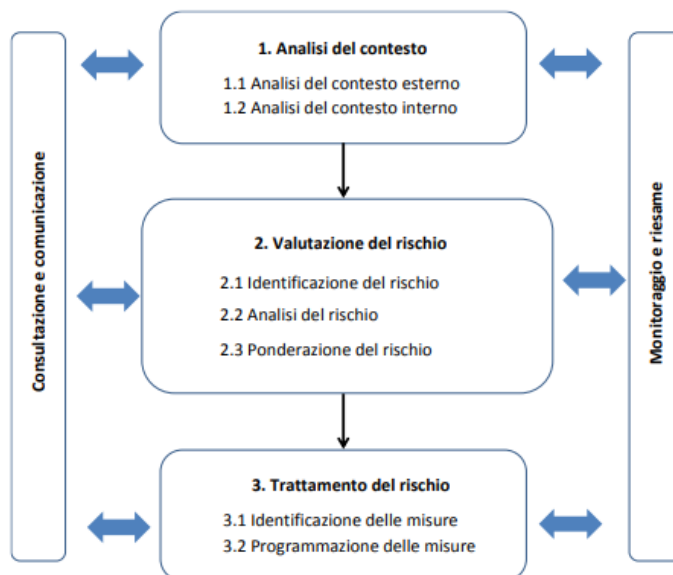 Consultazione e comunicazione
1. Analisi del contesto
1.1 Analisi del contesto esterno
1.2 Analisi del contesto interno
2. Valutazione del rischio
2.1 Identificazione del rischio
2.2 Analisi del rischio
2.3 Ponderazione del rischio
3. Trattamento del rischio
3.1 Identificazione delle misure
3.2 Programmazione delle misure
Monitoraggio e riesame